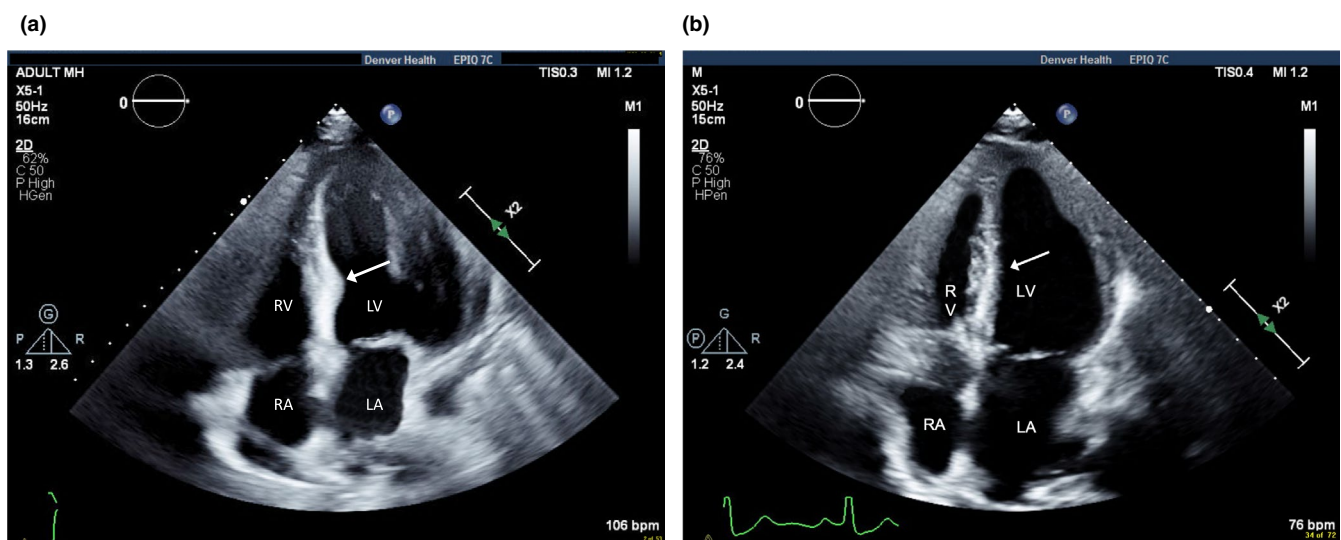 (a)
Denver Health EPIQ 7C
ADULT MH
TIS0.3 MI 1.2
X5-1
50Hz
16cm
0
P
M1
2D
62%
C 50
P High
HGen
X2
RV
LV
G
P R
1.3 2.6
RA
LA
106 bpm
(b)
Denver Health EPIQ 7C
M
TIS0.4 MI 1.2
X5-1
50Hz
15cm
0
P
M1
2D
76%
C 50
P High
HPen
R
V
LV
X2
G
P R
1.2 2.4
RA
LA
76 bpm
34 of 72